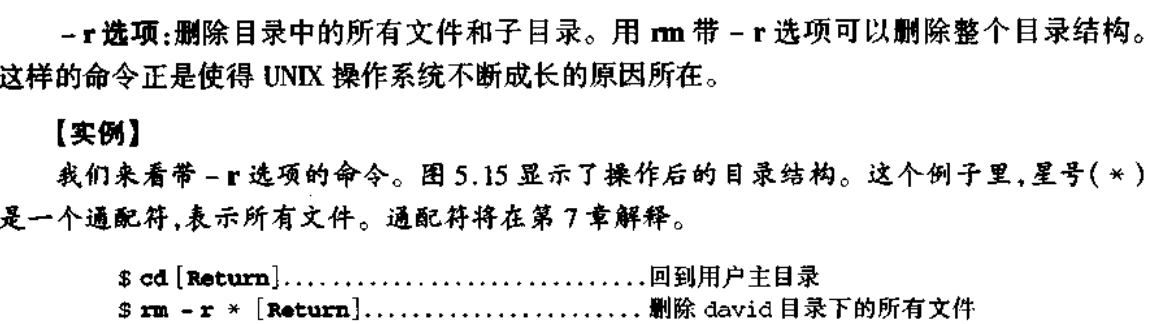 -r选项:删除目录中的所有文件和子目录。用 rm 带 -r 选项可以删除整个目录结构。
这样的命令正是使得 UNIX 操作系统不断成长的原因所在。
【实例】
我们来看带 -r 选项的命令。图 5.15 显示了操作后的目录结构。这个例子里,星号( * )
是一个通配符,表示所有文件。通配符将在第 7 章解释。
$ cd [Return]..............................回到用户主目录
$ rm -r * [Return].......................删除 david 目录下的所有文件